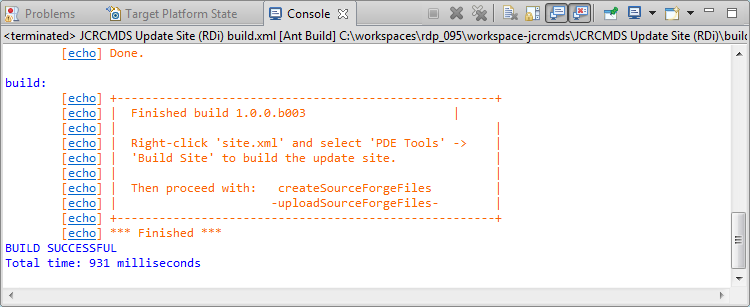 Problems Target Platform State Console
<terminated> JCRCMDS Update Site (RDi) build.xml [Ant Build] C:\workspaces\rdp_095\workspace-jcrcmds\JCRCMDS Update Site (RDi)\build
[echo] Done.
build:
[echo] +-----------------------------------------------------+
[echo] |  Finished build 1.0.0.b003                     |
[echo] |                                                     |
[echo] |  Right-click 'site.xml' and select 'PDE Tools' ->    |
[echo] |  'Build Site' to build the update site.              |
[echo] |                                                     |
[echo] |  Then proceed with:   createSourceForgeFiles         |
[echo] |                      -uploadSourceForgeFiles-        |
[echo] +-----------------------------------------------------+
[echo] *** Finished ***
BUILD SUCCESSFUL
Total time: 931 milliseconds